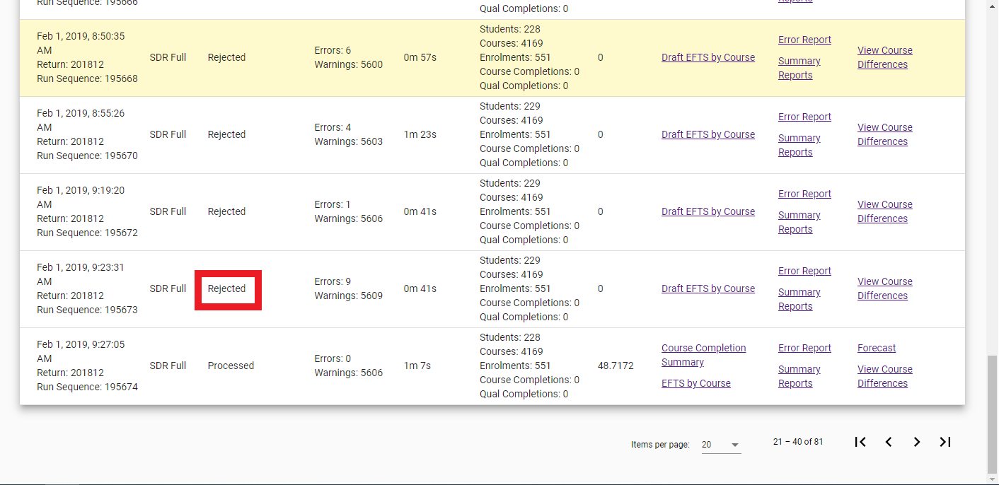 Run Sequence: 195666
Qual Completions: 0
Reports
Feb 1, 2019, 8:50:35
AM
Return: 201812
Run Sequence: 195668
SDR Full
Rejected
Errors: 6
Warnings: 5600
0m 57s
Students: 228
Courses: 4169
Enrolments: 551
Course Completions: 0
Qual Completions: 0
0
Draft EFTS by Course
Error Report
Summary
Reports
View Course
Differences
Feb 1, 2019, 8:55:26
AM
Return: 201812
Run Sequence: 195670
SDR Full
Rejected
Errors: 4
Warnings: 5603
1m 23s
Students: 229
Courses: 4169
Enrolments: 551
Course Completions: 0
Qual Completions: 0
0
Draft EFTS by Course
Error Report
Summary
Reports
View Course
Differences
Feb 1, 2019, 9:19:20
AM
Return: 201812
Run Sequence: 195672
SDR Full
Rejected
Errors: 1
Warnings: 5606
0m 41s
Students: 229
Courses: 4169
Enrolments: 551
Course Completions: 0
Qual Completions: 0
0
Draft EFTS by Course
Error Report
Summary
Reports
View Course
Differences
Feb 1, 2019, 9:23:31
AM
Return: 201812
Run Sequence: 195673
SDR Full
Rejected
Errors: 9
Warnings: 5609
0m 41s
Students: 229
Courses: 4169
Enrolments: 551
Course Completions: 0
Qual Completions: 0
0
Draft EFTS by Course
Error Report
Summary
Reports
View Course
Differences
Feb 1, 2019, 9:27:05
AM
Return: 201812
Run Sequence: 195674
SDR Full
Processed
Errors: 0
Warnings: 5606
1m 7s
Students: 228
Courses: 4169
Enrolments: 551
Course Completions: 0
Qual Completions: 0
48.7172
Course Completion
Summary
EFTS by Course
Error Report
Summary
Reports
Forecast
View Course
Differences
Items per page: 20
21 – 40 of 81